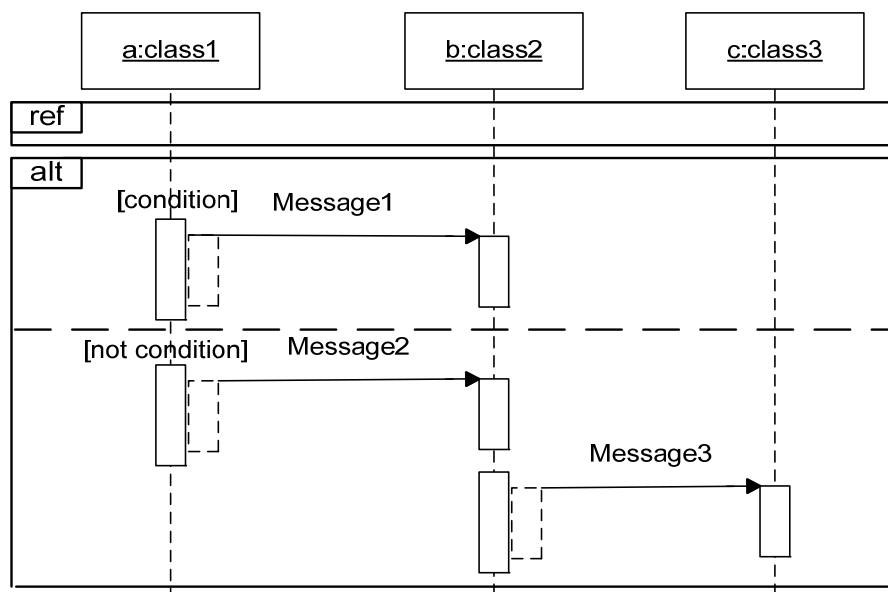 a:class1 b:class2 c:class3
ref
alt
[condition] Message1
[not condition] Message2
Message3